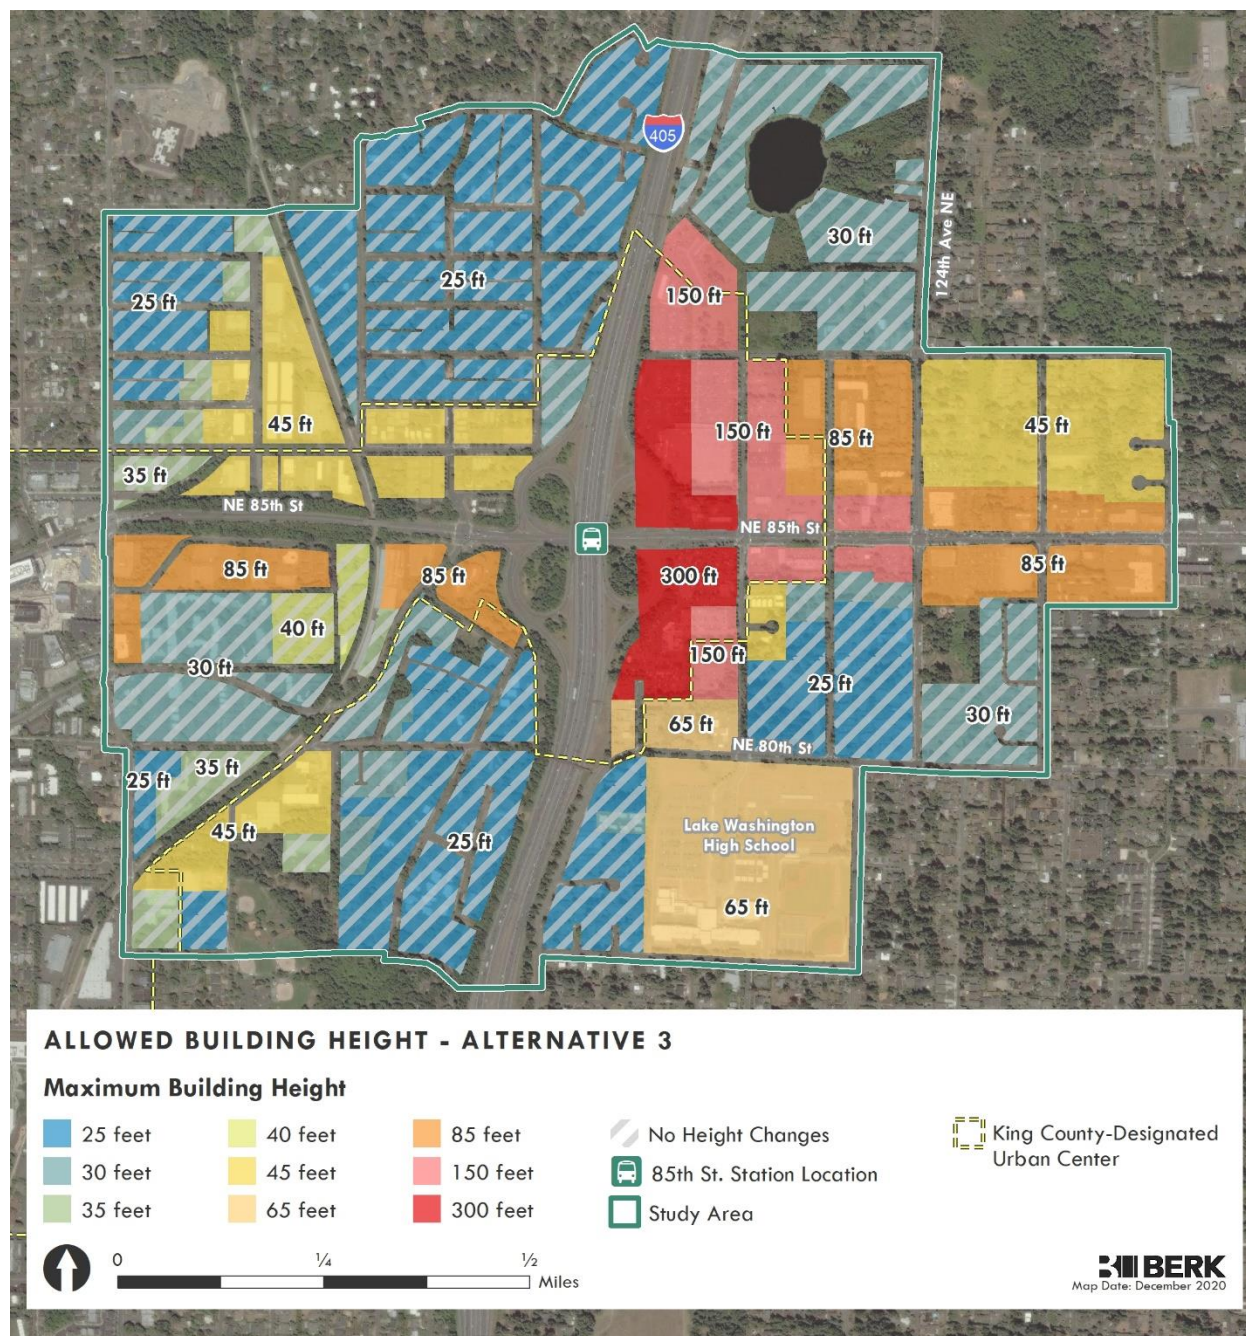 405
124th Ave NE
30 ft
25 ft
25 ft
150 ft
45 ft
150 ft
85 ft
45 ft
35 ft
NE 85th St
NE 85th St
85 ft
85 ft
300 ft
85 ft
40 ft
30 ft
150 ft
25 ft
30 ft
65 ft
NE 80th St
25 ft
35 ft
45 ft
25 ft
Lake Washington
High School
65 ft
ALLOWED BUILDING HEIGHT - ALTERNATIVE 3
Maximum Building Height
25 feet
30 feet
35 feet
40 feet
45 feet
65 feet
85 feet
150 feet
300 feet
No Height Changes
85th St. Station Location
Study Area
King County-Designated
Urban Center
0 ¼ ½
Miles
BERK
Map Date: December 2020